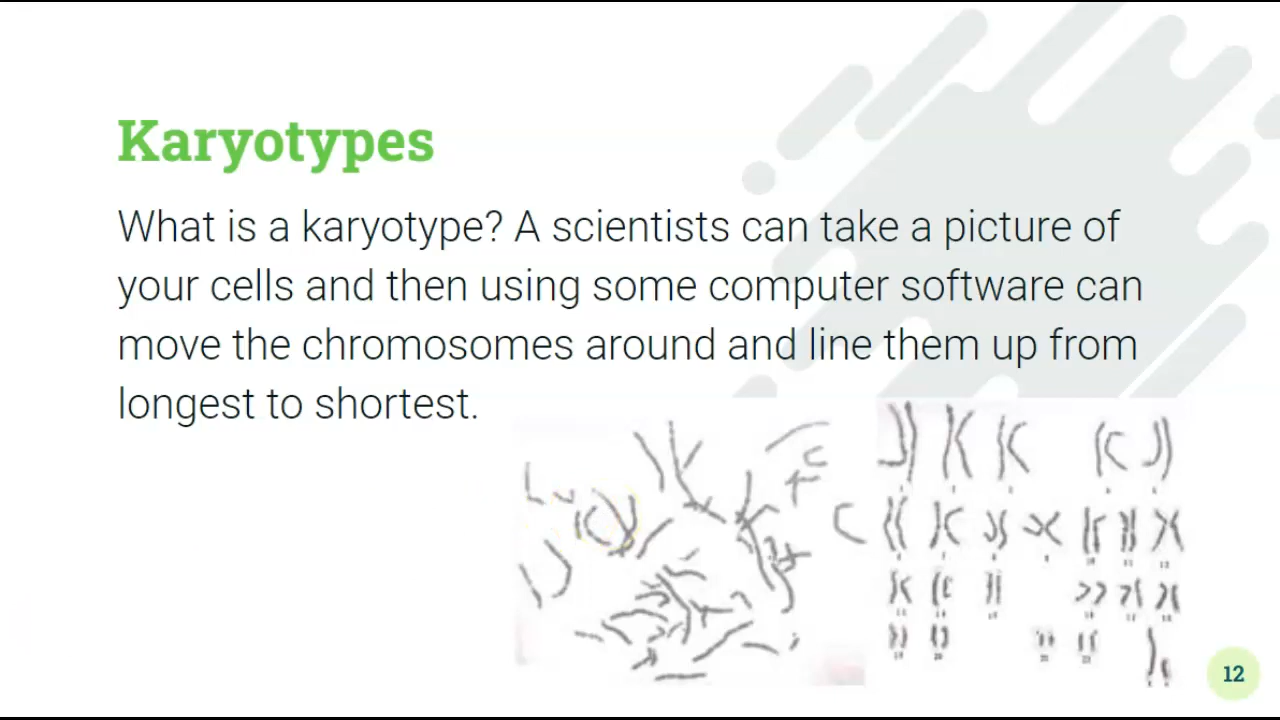 Karyotypes
What is a karyotype? A scientists can take a picture of
your cells and then using some computer software can
move the chromosomes around and line them up from
longest to shortest.
12